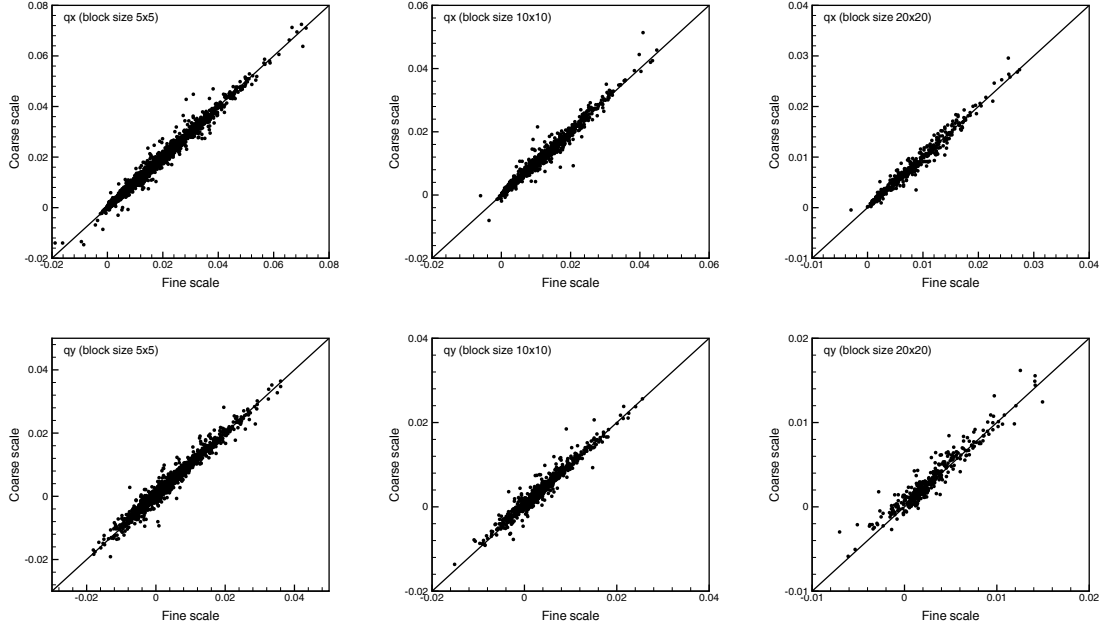 qx (block size 5x5)
0.08
0.06
0.04
0.02
0
-0.02
Coarse scale
-0.02 0 0.02 0.04 0.06 0.08
Fine scale
qx (block size 10x10)
0.06
0.04
0.02
0
-0.02
Coarse scale
-0.02 0 0.02 0.04 0.06
Fine scale
qx (block size 20x20)
0.04
0.03
0.02
0.01
0
-0.01
Coarse scale
-0.01 0 0.01 0.02 0.03 0.04
Fine scale
qy (block size 5x5)
0.04
0.02
0
-0.02
Coarse scale
-0.02 0 0.02 0.04
Fine scale
qy (block size 10x10)
0.04
0.02
0
-0.02
Coarse scale
-0.02 0 0.02 0.04
Fine scale
qy (block size 20x20)
0.02
0.01
0
-0.01
Coarse scale
-0.01 0 0.01 0.02
Fine scale